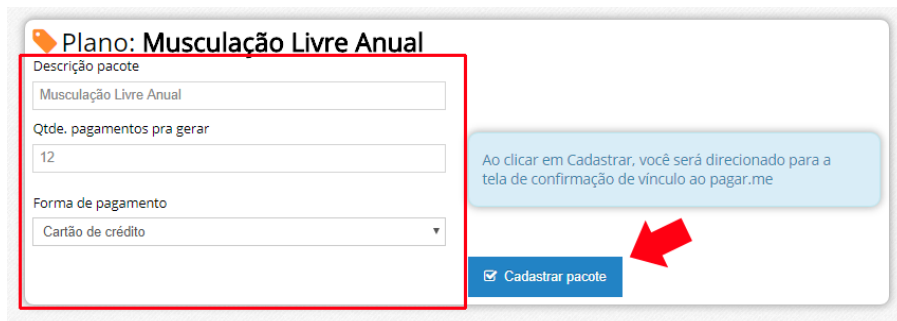 Plano: Musculação Livre Anual
Descrição pacote
Musculação Livre Anual
Qtde. pagamentos pra gerar
12
Forma de pagamento
Cartão de crédito
Ao clicar em Cadastrar, você será direcionado para a
tela de confirmação de vínculo ao pagar.me
Cadastrar pacote